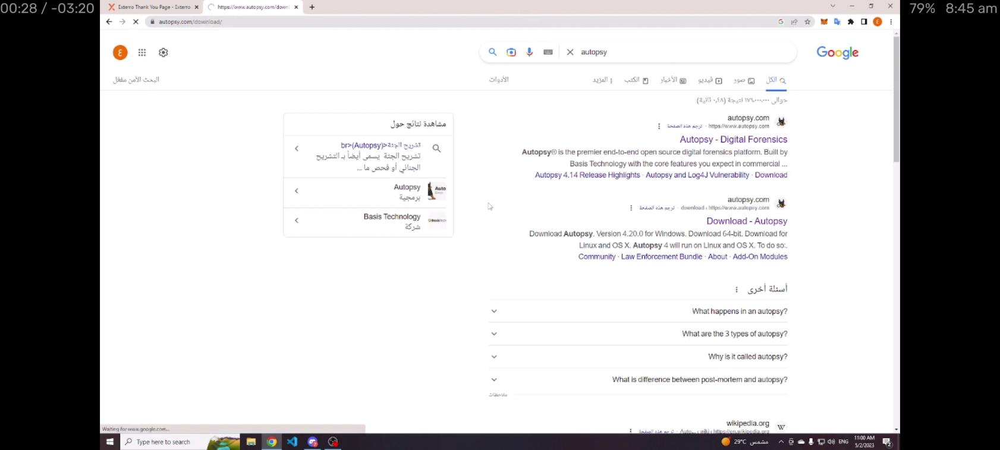 00:28 / -03:20
79% 8:45 am
Exterro Thank You Page - Exterro
https://www.autopsy.com/downl
autopsy.com/download/
autopsy
Google
الكل
صور
فيديو
الأخبار
الكتب
المزيد
الأدوات
البحث الآمن مفعّل
حوالى ١٧٦,٠٠٠,٠٠٠ نتيجة (٠,٤٨ ثانية)
autopsy.com
https://www.autopsy.com · ترجم هذه الصفحة
Autopsy - Digital Forensics
Autopsy® is the premier end-to-end open source digital forensics platform. Built by
Basis Technology with the core features you expect in commercial ...
Autopsy 4.14 Release Highlights · Autopsy and Log4J Vulnerability · Download
autopsy.com
https://www.autopsy.com › download · ترجم هذه الصفحة
Download - Autopsy
Download Autopsy. Version 4.20.0 for Windows. Download 64-bit. Download for
Linux and OS X. Autopsy 4 will run on Linux and OS X. To do so:.
Community · Law Enforcement Bundle · About · Add-On Modules
أسئلة أخرى
What happens in an autopsy?
What are the 3 types of autopsy?
Why is it called autopsy?
What is difference between post-mortem and autopsy?
ملاحظات
wikipedia.org
https://en.wikipedia.org › wiki › Auto... · ترجم هذه الصفحة
W
مشاهدة نتائج حول
تشريح الجثة<br>(Autopsy)
تشريح الجثة يسمى أيضاً بـ التشريح
الجنائي أو فحص ما ...
Autopsy
برمجية
Basis Technology
شركة
Waiting for www.google.com...
Type here to search
29°C مشمس
ENG
11:00 AM
5/2/2023
2